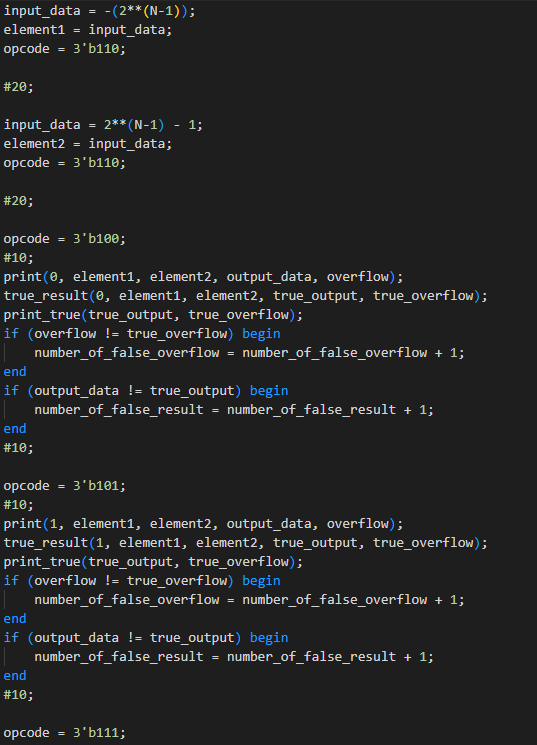 input_data = -(2**(N-1));
element1 = input_data;
opcode = 3'b110;
#20;
input_data = 2**(N-1) - 1;
element2 = input_data;
opcode = 3'b110;
#20;
opcode = 3'b100;
#10;
print(0, element1, element2, output_data, overflow);
true_result(0, element1, element2, true_output, true_overflow);
print_true(true_output, true_overflow);
if (overflow != true_overflow) begin
    number_of_false_overflow = number_of_false_overflow + 1;
end
if (output_data != true_output) begin
    number_of_false_result = number_of_false_result + 1;
end
#10;
opcode = 3'b101;
#10;
print(1, element1, element2, output_data, overflow);
true_result(1, element1, element2, true_output, true_overflow);
print_true(true_output, true_overflow);
if (overflow != true_overflow) begin
    number_of_false_overflow = number_of_false_overflow + 1;
end
if (output_data != true_output) begin
    number_of_false_result = number_of_false_result + 1;
end
#10;
opcode = 3'b111;